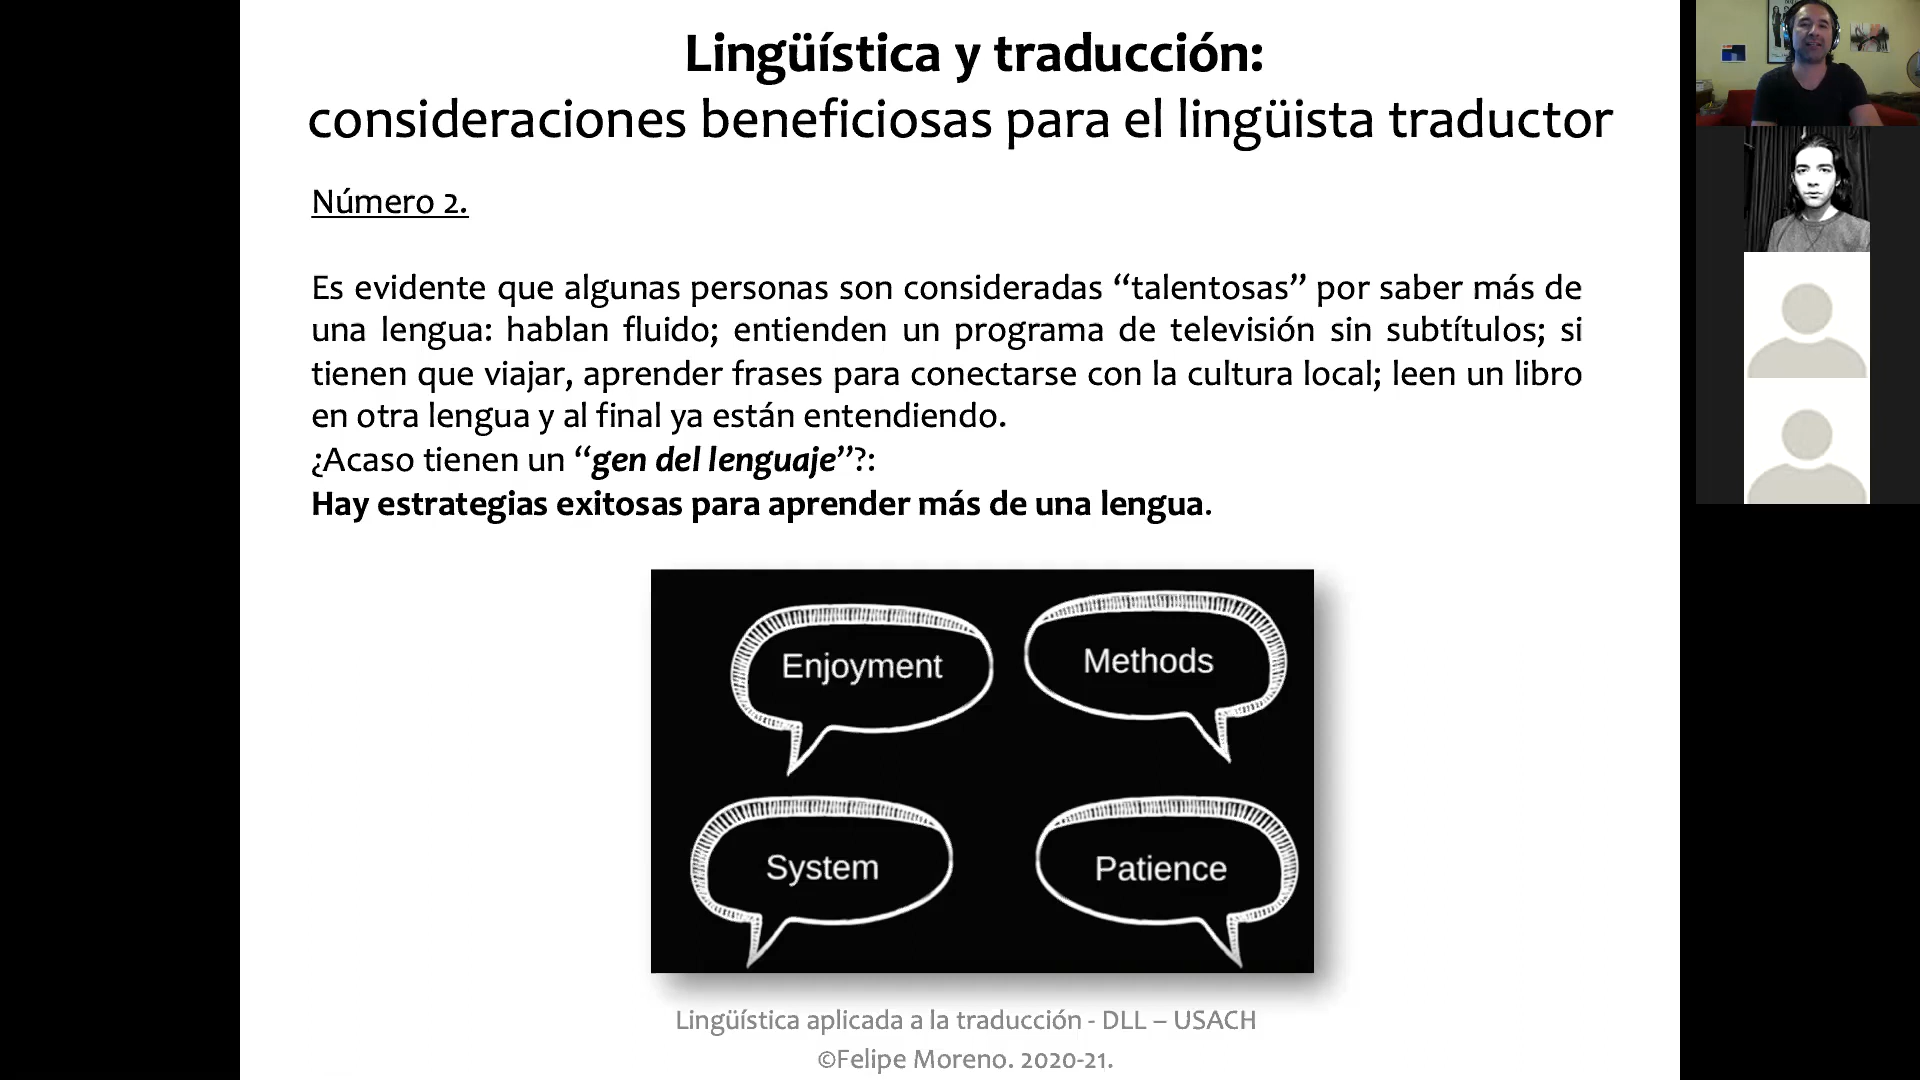 Lingüística y traducción:
consideraciones beneficiosas para el lingüista traductor
Número 2.
Es evidente que algunas personas son consideradas “talentosas” por saber más de
una lengua: hablan fluido; entienden un programa de televisión sin subtítulos; si
tienen que viajar, aprender frases para conectarse con la cultura local; leen un libro
en otra lengua y al final ya están entendiendo.
¿Acaso tienen un “gen del lenguaje”?:
Hay estrategias exitosas para aprender más de una lengua.
Enjoyment
Methods
System
Patience
Lingüística aplicada a la traducción - DLL – USACH
©Felipe Moreno. 2020-21.